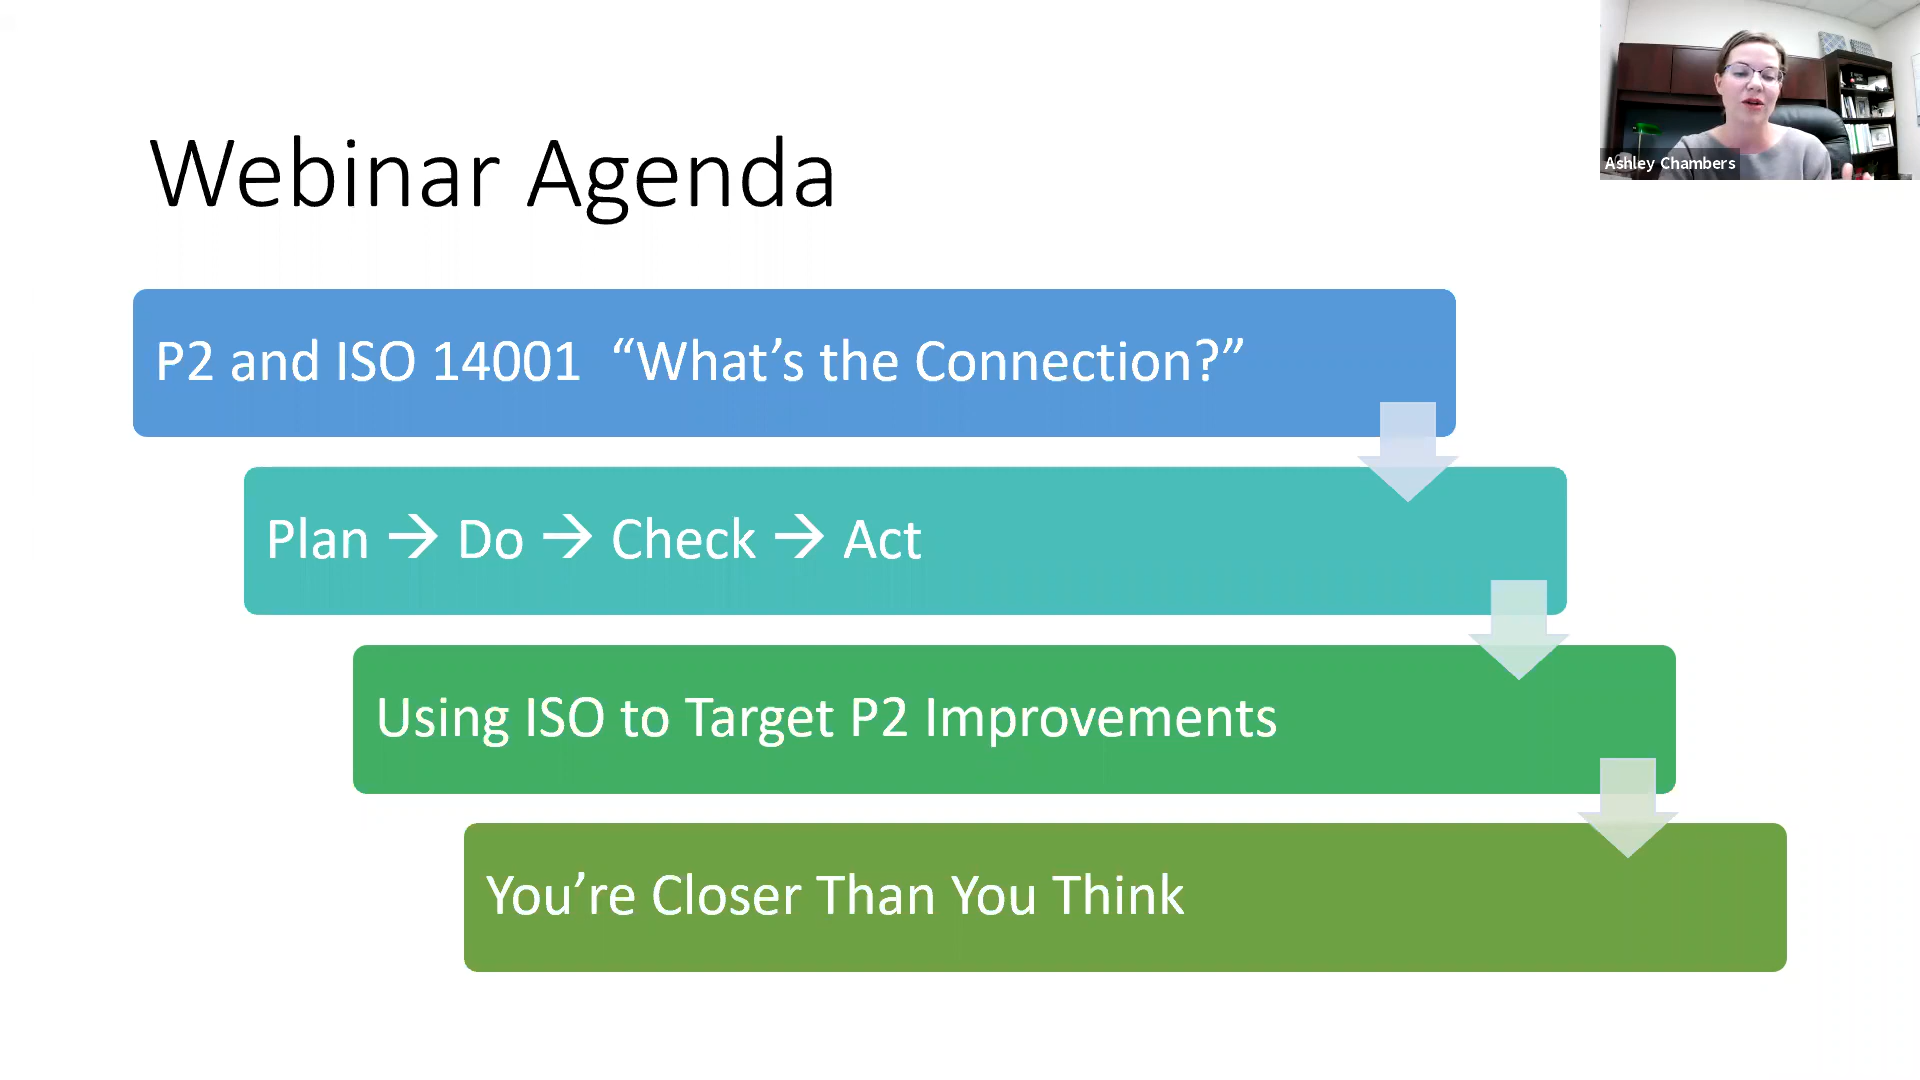 Ashley Chambers
Webinar Agenda
P2 and ISO 14001  “What’s the Connection?”
Plan → Do → Check → Act
Using ISO to Target P2 Improvements
You’re Closer Than You Think